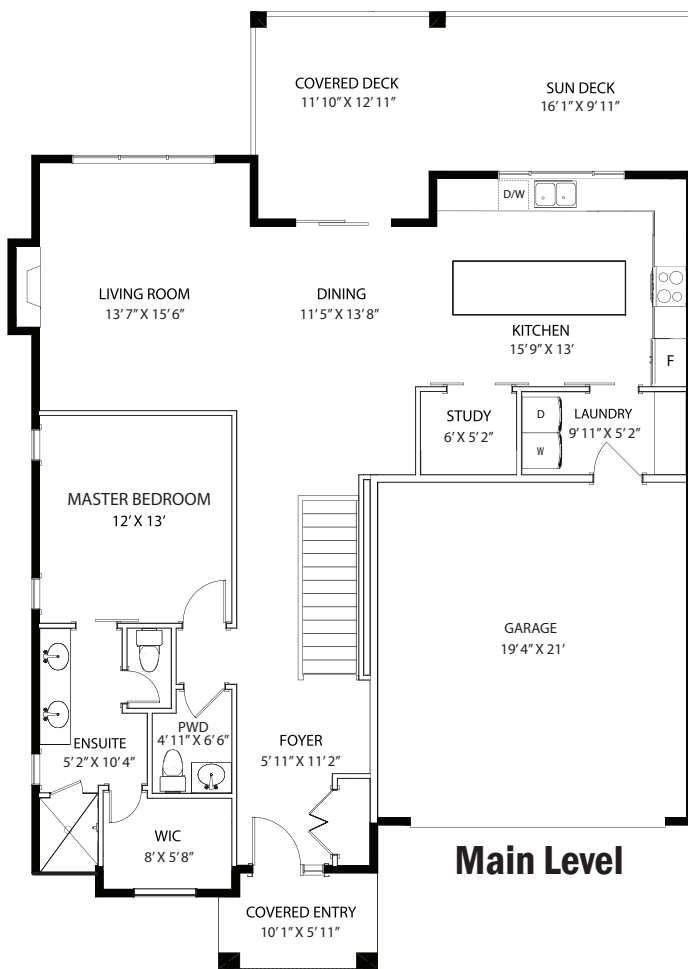 COVERED DECK
11’10” X 12’11”
SUN DECK
16’1” X 9’11”
D/W
LIVING ROOM
13’7” X 15’6”
DINING
11’5” X 13’8”
KITCHEN
15’9” X 13’
F
STUDY
6’ X 5’2”
D
W
LAUNDRY
9’11” X 5’2”
MASTER BEDROOM
12’ X 13’
GARAGE
19’4” X 21’
PWD
4’11” X 6’6”
ENSUITE
5’2” X 10’4”
FOYER
5’11” X 11’2”
WIC
8’ X 5’8”
Main Level
COVERED ENTRY
10’1” X 5’11”